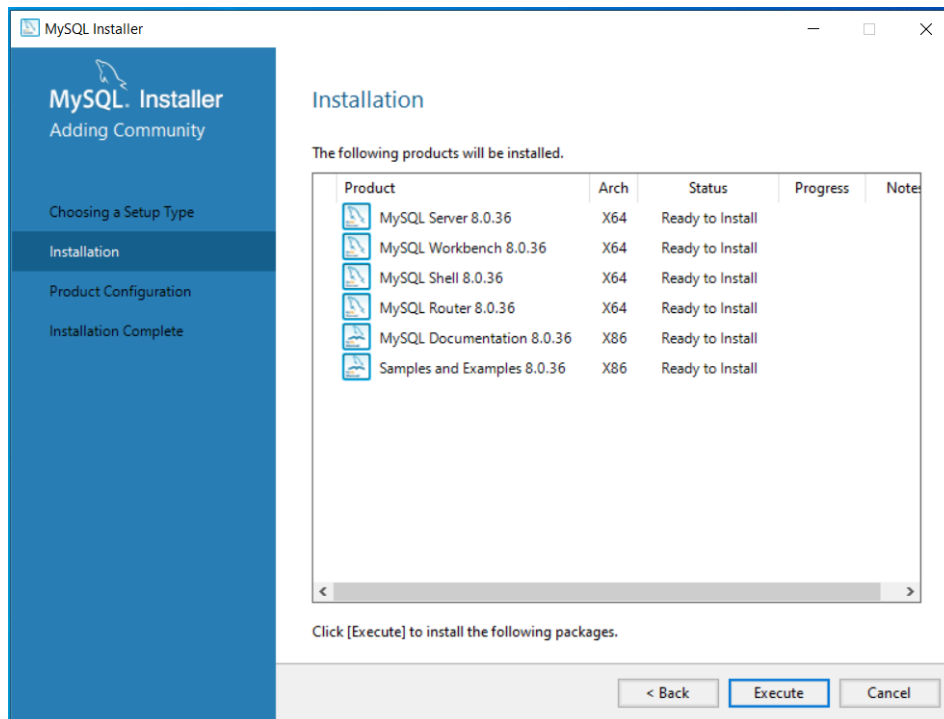 MySQL Installer
MySQL. Installer
Adding Community
Choosing a Setup Type
Installation
Product Configuration
Installation Complete
Installation
The following products will be installed.
Product Arch Status Progress Notes
MySQL Server 8.0.36 X64 Ready to Install
MySQL Workbench 8.0.36 X64 Ready to Install
MySQL Shell 8.0.36 X64 Ready to Install
MySQL Router 8.0.36 X64 Ready to Install
MySQL Documentation 8.0.36 X86 Ready to Install
Samples and Examples 8.0.36 X86 Ready to Install
Click [Execute] to install the following packages.
< Back Execute Cancel